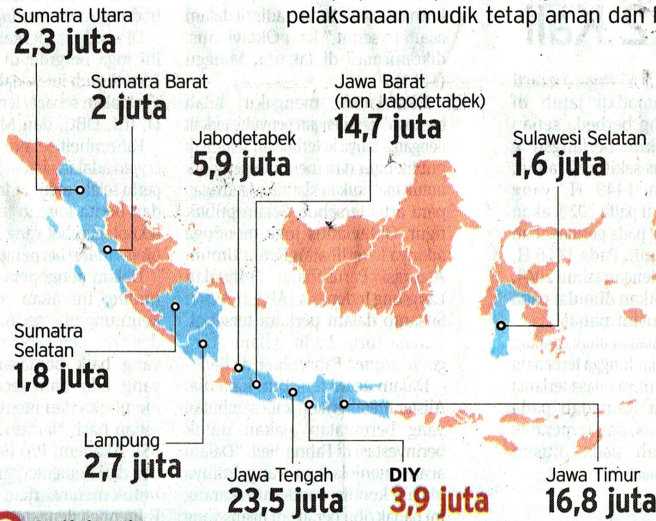 pelaksanaan mudik tetap aman dan
Sumatra Utara
2,3 juta
Sumatra Barat
2 juta
Jabodetabek
5,9 juta
Jawa Barat
(non Jabodetabek)
14,7 juta
Sulawesi Selatan
1,6 juta
Sumatra
Selatan
1,8 juta
Lampung
2,7 juta
Jawa Tengah
23,5 juta
DIY
3,9 juta
Jawa Timur
16,8 juta